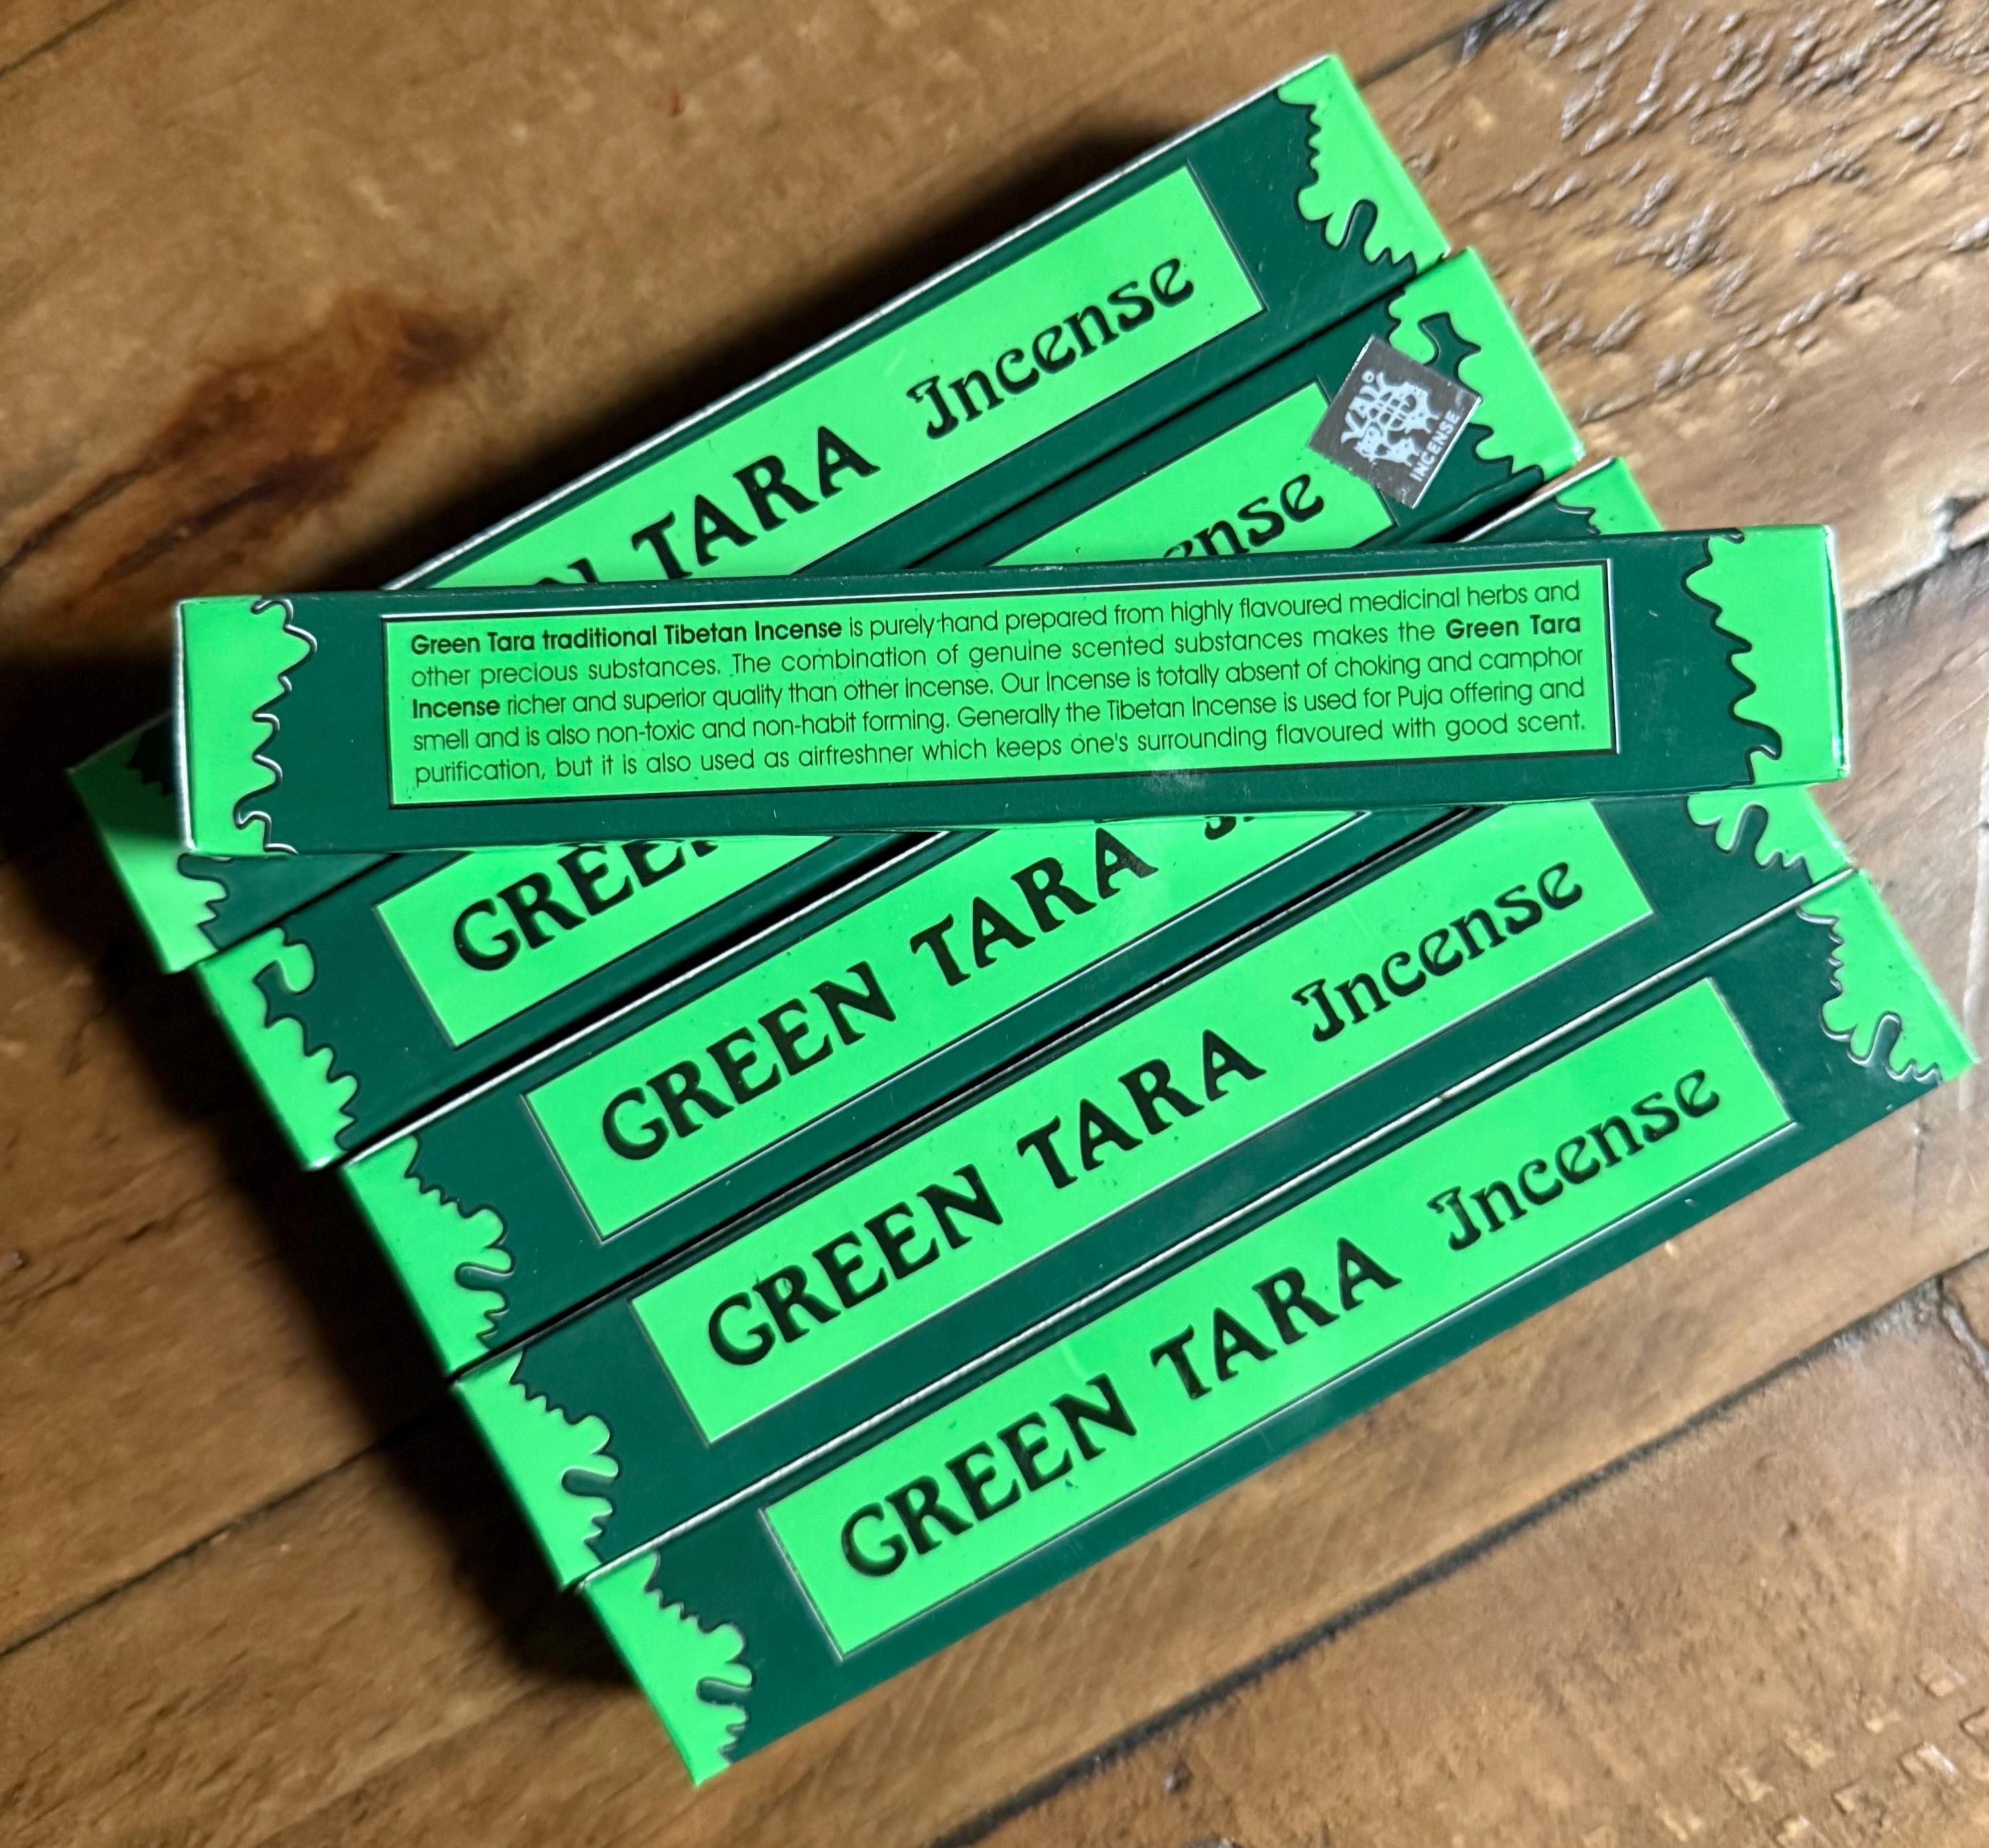 TARA Incense
YAK
INCENSE
Green Tara traditional Tibetan Incense is purely-hand prepared from highly flavoured medicinal herbs and
other precious substances. The combination of genuine scented substances makes the Green Tara
Incense richer and superior quality than other incense. Our Incense is totally absent of choking and camphor
smell and is also non-toxic and non-habit forming. Generally the Tibetan Incense is used for Puja offering and
purification, but it is also used as airfreshner which keeps one's surrounding flavoured with good scent.
GREEN TARA
GREEN TARA Incense
GREEN TARA Incense